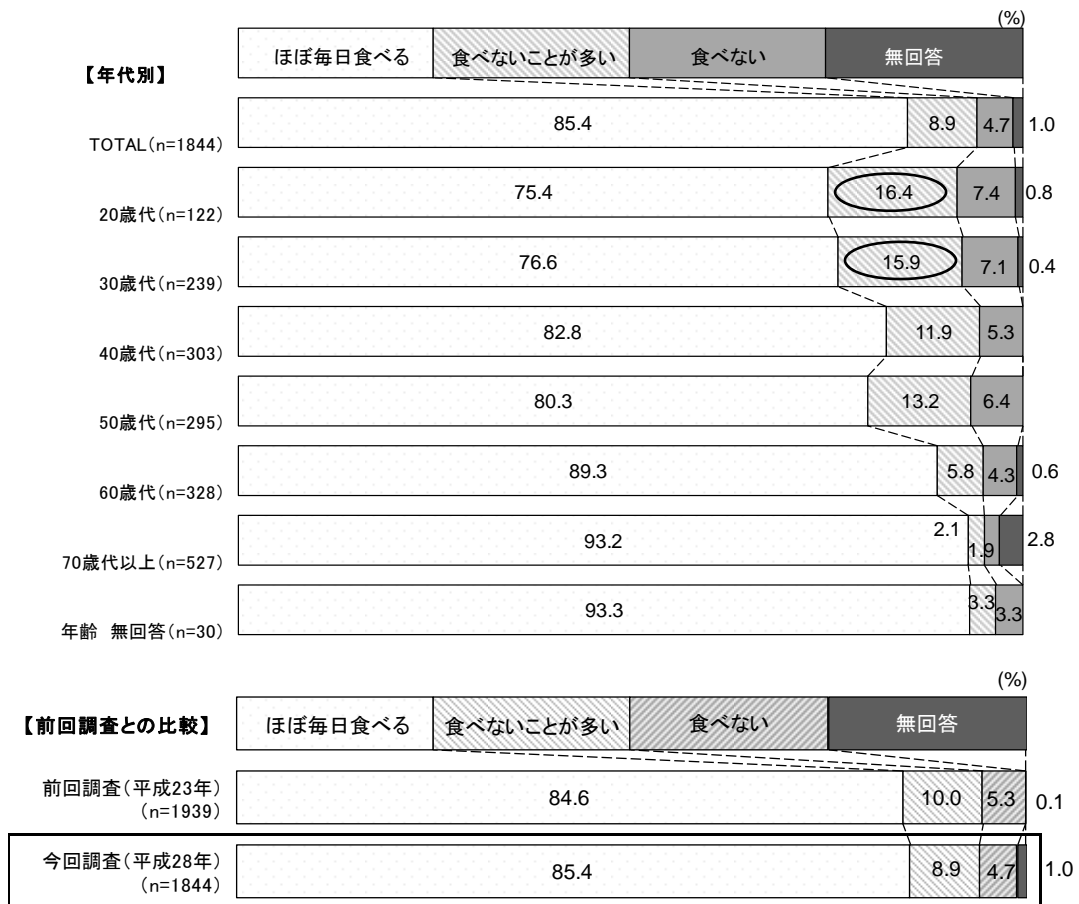 (%)
ほぼ毎日食べる 食べないことが多い 食べない 無回答
【年代別】
TOTAL(n=1844) 85.4 8.9 4.7 1.0
20歳代(n=122) 75.4 16.4 7.4 0.8
30歳代(n=239) 76.6 15.9 7.1 0.4
40歳代(n=303) 82.8 11.9 5.3
50歳代(n=295) 80.3 13.2 6.4
60歳代(n=328) 89.3 5.8 4.3 0.6
70歳代以上(n=527) 93.2 2.1 1.9 2.8
年齢 無回答(n=30) 93.3 3.3 3.3
(%)
【前回調査との比較】 ほぼ毎日食べる 食べないことが多い 食べない 無回答
前回調査(平成23年)
(n=1939) 84.6 10.0 5.3 0.1
今回調査(平成28年)
(n=1844) 85.4 8.9 4.7 1.0